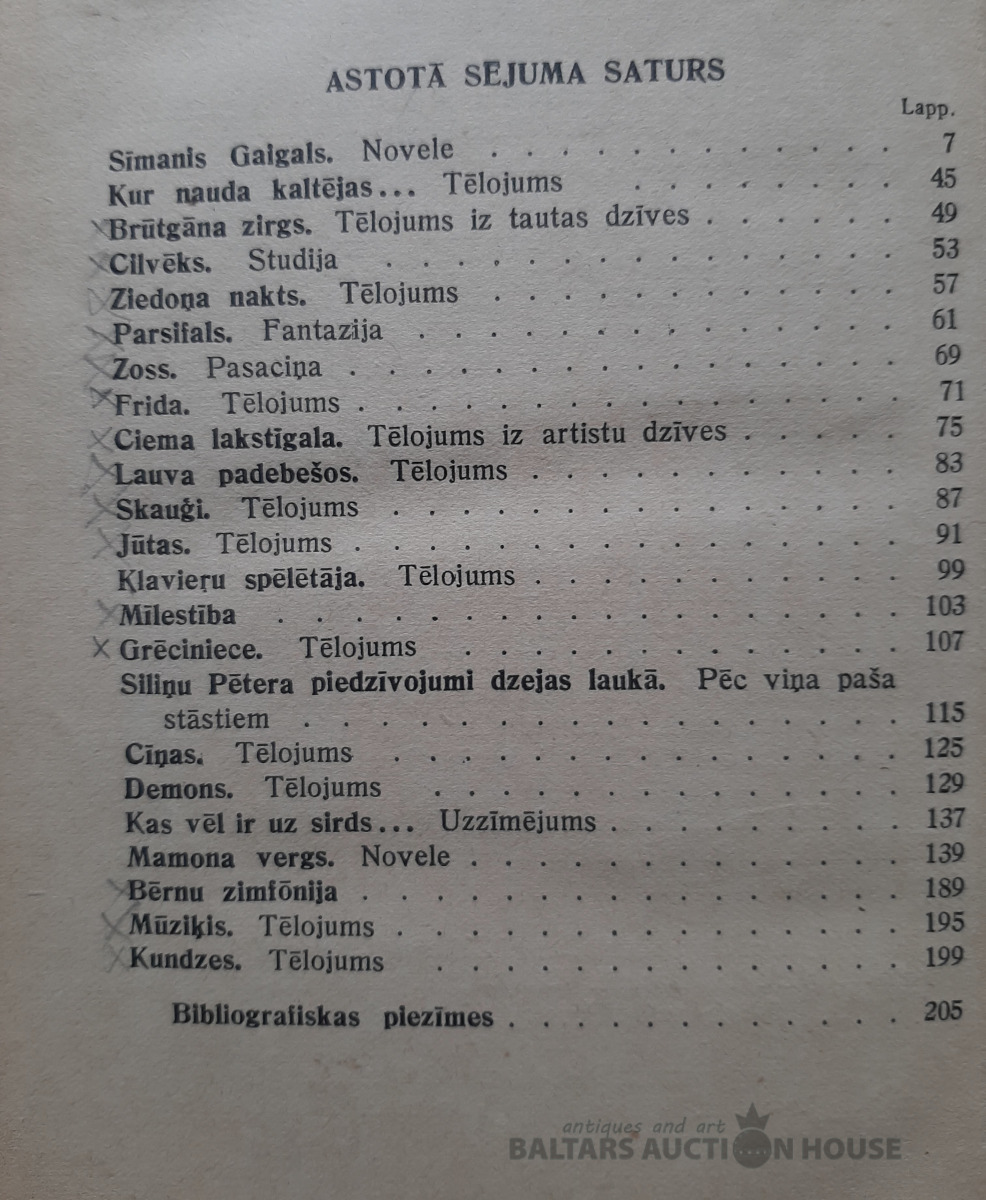 ASTOTĀ SĒJUMA SATURS
Lapp.
Sīmanis Gaigals. Novele . . . . . . . . . . . . 7
Kur nauda kaltējas... Tēlojums . . . . . . . . 45
Brūtgāna zirgs. Tēlojums iz tautas dzīves . . . . . . 49
Cilvēks. Studija . . . . . . . . . . . . . . . 53
Ziedoņa nakts. Tēlojums . . . . . . . . . . . . 57
Parsifals. Fantazija . . . . . . . . . . . . . . 61
Zoss. Pasaciņa . . . . . . . . . . . . . . . . 69
Frida. Tēlojums . . . . . . . . . . . . . . . . 71
Ciema lakstīgala. Tēlojums iz artistu dzīves . . . . . 75
Lauva padebešos. Tēlojums . . . . . . . . . . . 83
Skauģi. Tēlojums . . . . . . . . . . . . . . . 87
Jūtas. Tēlojums . . . . . . . . . . . . . . . . 91
Kļavieŗu spēlētāja. Tēlojums . . . . . . . . . . . 99
Mīlestība . . . . . . . . . . . . . . . . . 103
Grēciniece. Tēlojums . . . . . . . . . . . . . 107
Siliņu Pētera piedzīvojumi dzejas laukā. Pēc viņa paša
stāstiem . . . . . . . . . . . . . . . . . 115
Cīņas. Tēlojums . . . . . . . . . . . . . . . 125
Demons. Tēlojums . . . . . . . . . . . . . . 129
Kas vēl ir uz sirds... Uzzīmējums . . . . . . . . . 137
Mamona vergs. Novele . . . . . . . . . . . . . 139
Bērnu zimfōnija . . . . . . . . . . . . . . . . 189
Mūziķis. Tēlojums . . . . . . . . . . . . . . . 195
Kundzes. Tēlojums . . . . . . . . . . . . . . 199
Bibliografiskas piezīmes . . . . . . . . . . . . 205
antiques and art
BALTARS AUCTION HOUSE